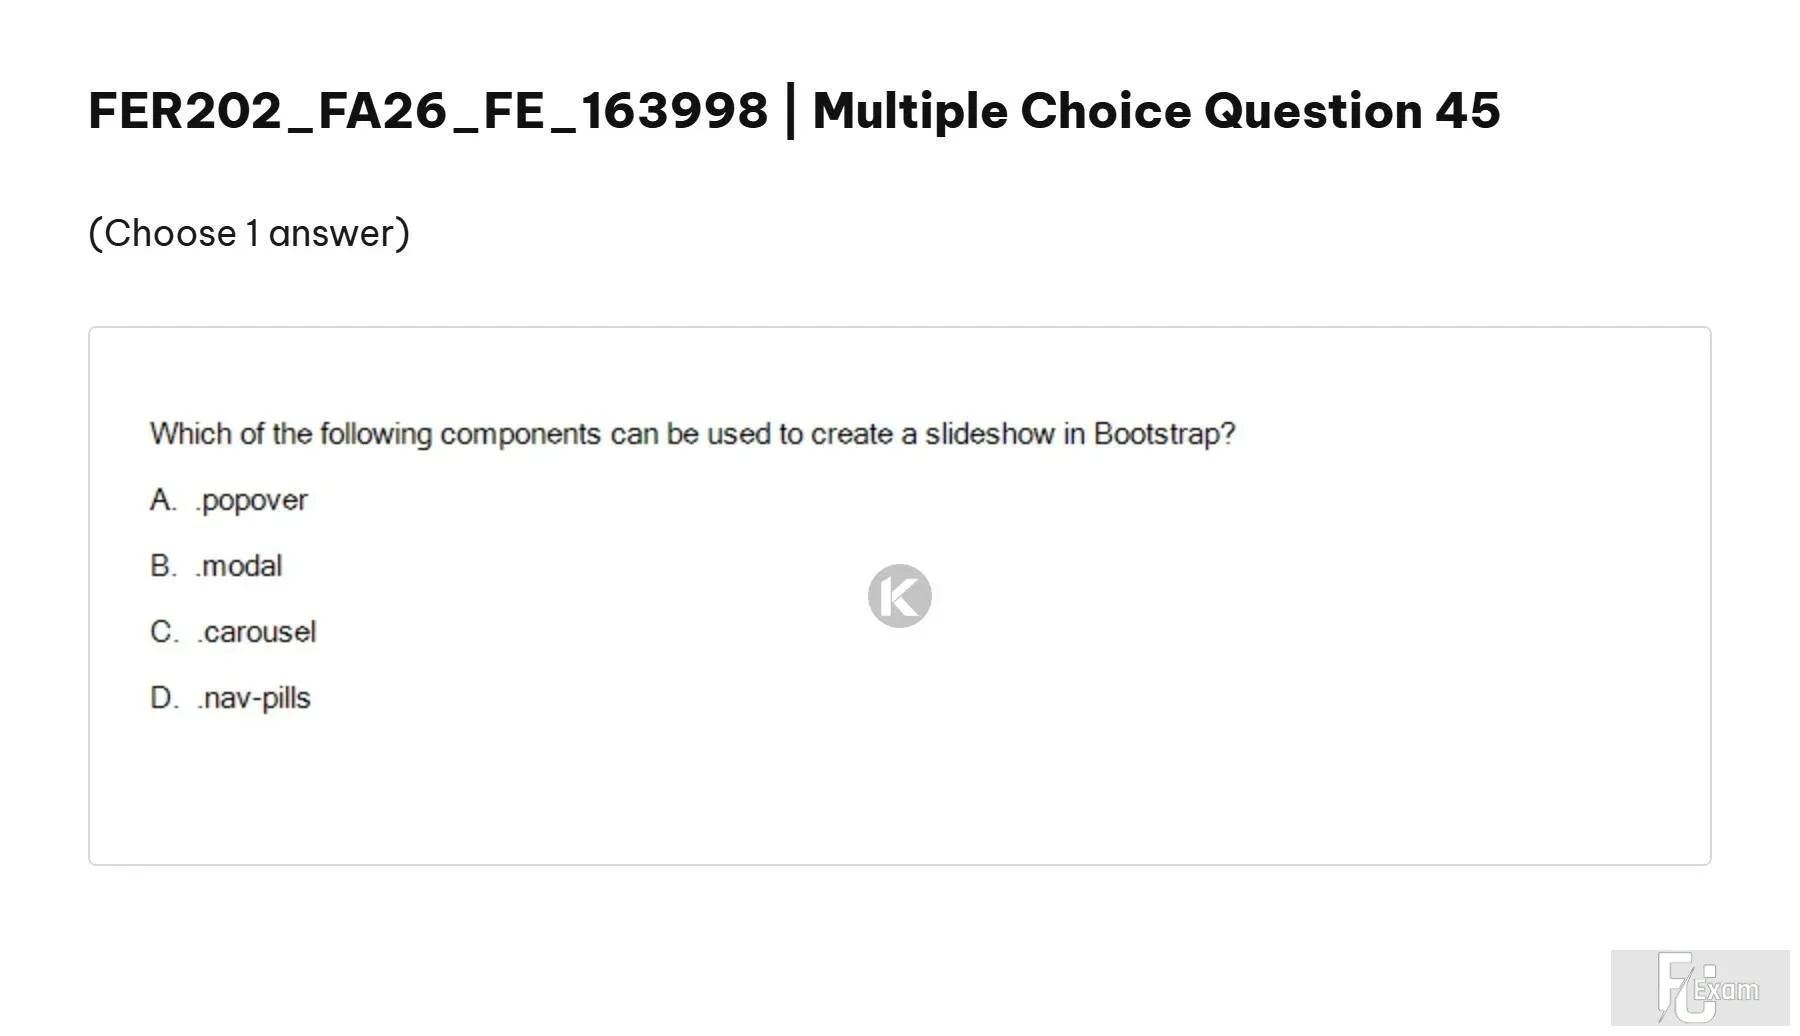 FER202_FA26_FE_163998 | Multiple Choice Question 45
(Choose 1 answer)
Which of the following components can be used to create a slideshow in Bootstrap?
A. .popover
B. .modal
C. .carousel
D. .nav-pills
K
FU Exam